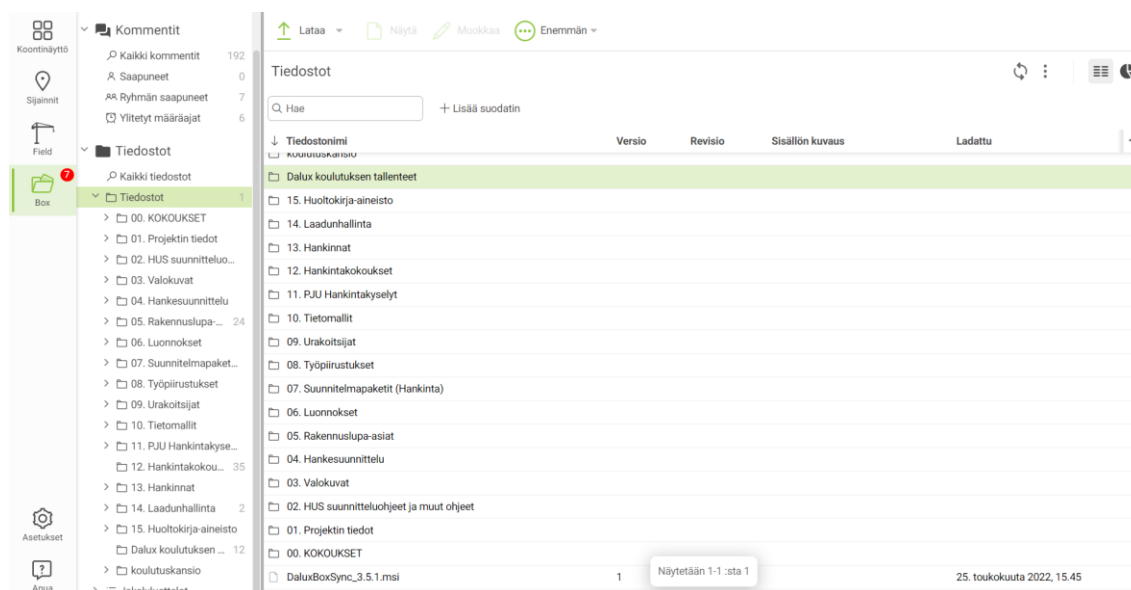 Koontinäyttö
Sijainnit
Field
7
Box
Asetukset
Apua
Kommentit
Kaikki kommentit 192
Saapuneet 0
Ryhmän saapuneet 7
Ylitetyt määräajat 6
Tiedostot
Kaikki tiedostot
Tiedostot 1
00. KOKOUKSET
01. Projektin tiedot
02. HUS suunnitteluo...
03. Valokuvat
04. Hankesuunnittelu
05. Rakennuslupa-... 24
06. Luonnokset
07. Suunnitelmapaket...
08. Työpiirustukset
09. Urakoitsijat
10. Tietomallit
11. PJU Hankintakyse...
12. Hankintakokou... 35
13. Hankinnat
14. Laadunhallinta 2
15. Huoltokirja-aineisto
Dalux koulutuksen ... 12
koulutuskansio
Lataa Näytä Muokkaa Enemmän
Tiedostot
Hae + Lisää suodatin
Tiedostonimi Versio Revisio Sisällön kuvaus Ladattu
koulutuskansio
Dalux koulutuksen tallenteet
15. Huoltokirja-aineisto
14. Laadunhallinta
13. Hankinnat
12. Hankintakokoukset
11. PJU Hankintakyselyt
10. Tietomallit
09. Urakoitsijat
08. Työpiirustukset
07. Suunnitelmapaketit (Hankinta)
06. Luonnokset
05. Rakennuslupa-asiat
04. Hankesuunnittelu
03. Valokuvat
02. HUS suunnitteluohjeet ja muut ohjeet
01. Projektin tiedot
00. KOKOUKSET
DaluxBoxSync_3.5.1.msi 1 25. toukokuuta 2022, 15.45
Näytetään 1-1 :sta 1